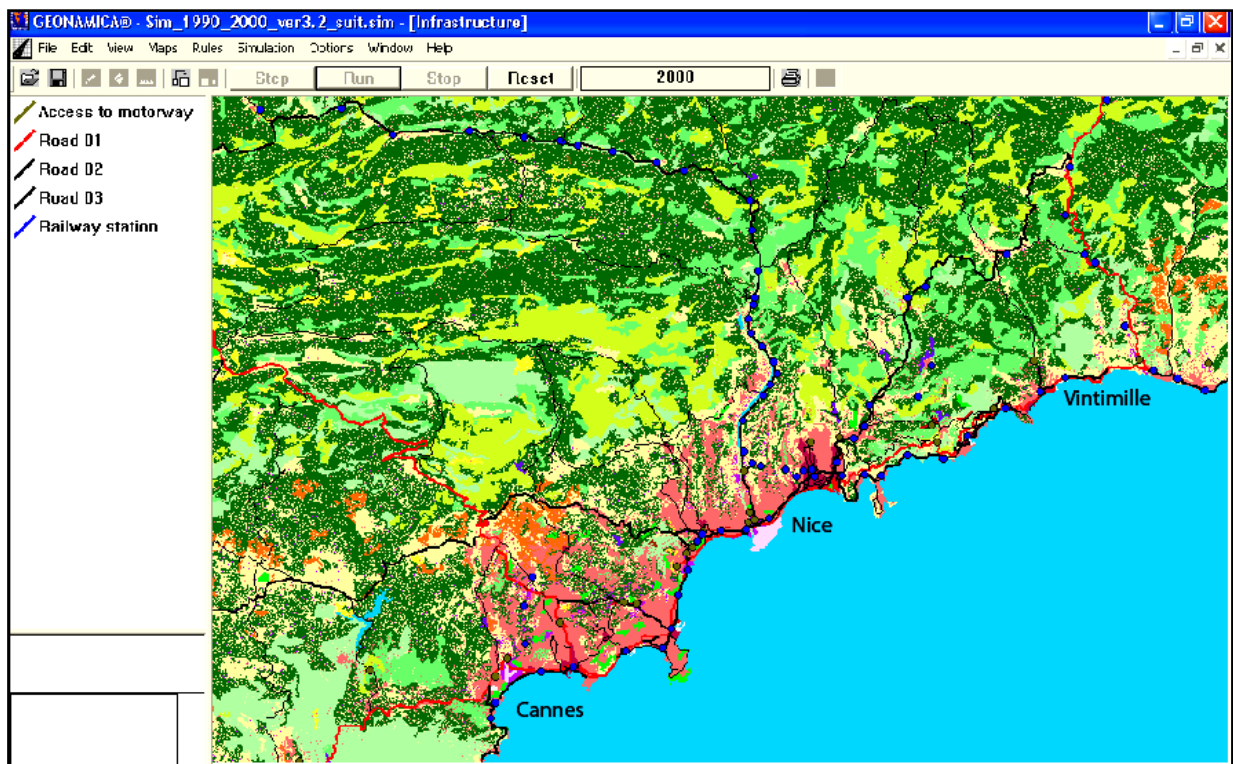 GEONAMICA® - Sim_1990_2000_ver3.2_suit.sim - [Infrastructure]
File Edit View Maps Rules Simulation Options Window Help
Step Run Stop Reset 2000
Access to motorway
Road 01
Road 02
Road 03
Railway station
Vintimille
Nice
Cannes